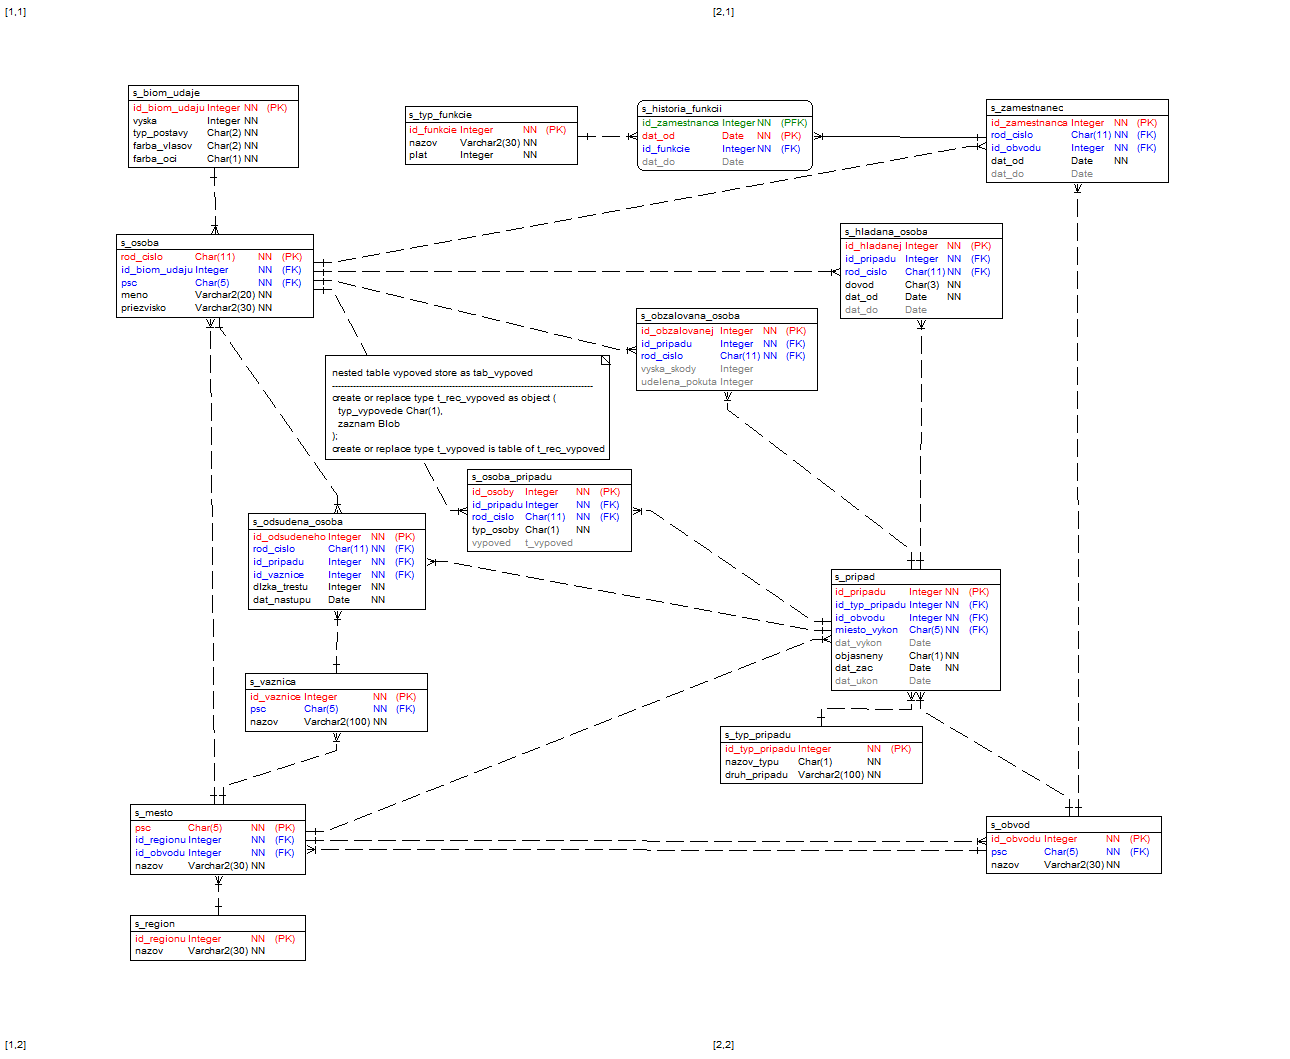 [1,1]
[2,1]
s_biom_udaje
id_biom_udaju Integer NN (PK)
vyska Integer NN
typ_postavy Char(2) NN
farba_vlasov Char(2) NN
farba_oci Char(1) NN
s_typ_funkcie
id_funkcie Integer NN (PK)
nazov Varchar2(30) NN
plat Integer NN
s_historia_funkcii
id_zamestnanca Integer NN (PFK)
dat_od Date NN (PK)
id_funkcie Integer NN (FK)
dat_do Date
s_zamestnanec
id_zamestnanca Integer NN (PK)
rod_cislo Char(11) NN (FK)
id_obvodu Integer NN (FK)
dat_od Date NN
dat_do Date
s_osoba
rod_cislo Char(11) NN (PK)
id_biom_udaju Integer NN (FK)
psc Char(5) NN (FK)
meno Varchar2(20) NN
priezvisko Varchar2(30) NN
s_hladana_osoba
id_hladanej Integer NN (PK)
id_pripadu Integer NN (FK)
rod_cislo Char(11) NN (FK)
dovod Char(3) NN
dat_od Date NN
dat_do Date
s_obzalovana_osoba
id_obzalovanej Integer NN (PK)
id_pripadu Integer NN (FK)
rod_cislo Char(11) NN (FK)
vyska_skody Integer
udelena_pokuta Integer
nested table vypoved store as tab_vypoved
--------------------------------------------------------------------------------
create or replace type t_rec_vypoved as object (
typ_vypovede Char(1),
zaznam Blob
);
create or replace type t_vypoved is table of t_rec_vypoved
s_osoba_pripadu
id_osoby Integer NN (PK)
id_pripadu Integer NN (FK)
rod_cislo Char(11) NN (FK)
typ_osoby Char(1) NN
vypoved t_vypoved
s_odsudena_osoba
id_odsudeneho Integer NN (PK)
rod_cislo Char(11) NN (FK)
id_pripadu Integer NN (FK)
id_vaznice Integer NN (FK)
dlzka_trestu Integer NN
dat_nastupu Date NN
s_pripad
id_pripadu Integer NN (PK)
id_typ_pripadu Integer NN (FK)
id_obvodu Integer NN (FK)
miesto_vykon Char(5) NN (FK)
dat_vykon Date
objasneny Char(1) NN
dat_zac Date NN
dat_ukon Date
s_vaznica
id_vaznice Integer NN (PK)
psc Char(5) NN (FK)
nazov Varchar2(100) NN
s_typ_pripadu
id_typ_pripadu Integer NN (PK)
nazov_typu Char(1) NN
druh_pripadu Varchar2(100) NN
s_mesto
psc Char(5) NN (PK)
id_regionu Integer NN (FK)
id_obvodu Integer NN (FK)
nazov Varchar2(30) NN
s_obvod
id_obvodu Integer NN (PK)
psc Char(5) NN (FK)
nazov Varchar2(30) NN
s_region
id_regionu Integer NN (PK)
nazov Varchar2(30) NN
[1,2]
[2,2]